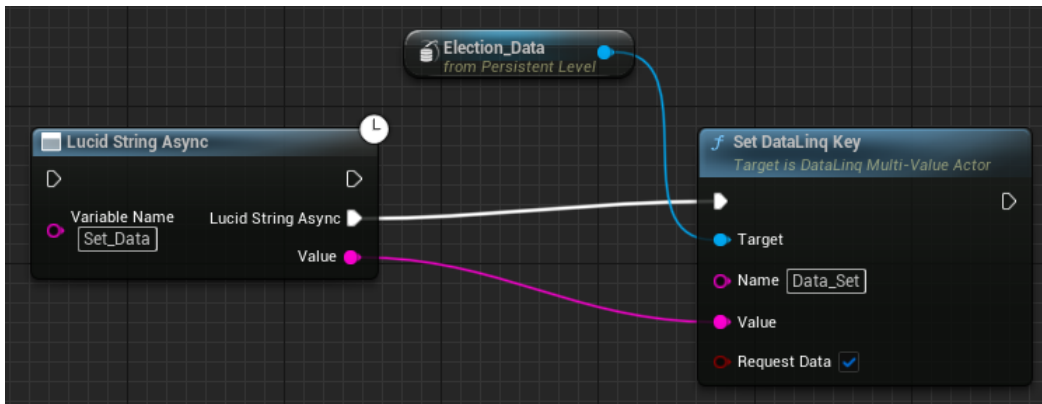 Election_Data
from Persistent Level
Lucid String Async
Variable Name
Set_Data
Lucid String Async
Value
f Set DataLinq Key
Target is DataLinq Multi-Value Actor
Target
Name Data_Set
Value
Request Data